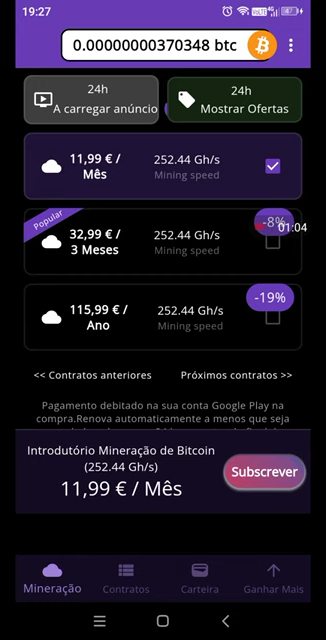 19:27
0.00000000370348 btc
24h
A carregar anúncio
24h
Mostrar Ofertas
11,99 € /
Mês
252.44 Gh/s
Mining speed
Popular
32,99 € /
3 Meses
252.44 Gh/s
Mining speed
-8%
01:04
115,99 € /
Ano
252.44 Gh/s
Mining speed
-19%
<< Contratos anteriores
Próximos contratos >>
Pagamento debitado na sua conta Google Play na
compra.Renova automaticamente a menos que seja
Introdutório Mineração de Bitcoin
(252.44 Gh/s)
11,99 € / Mês
Subscrever
Mineração
Contratos
Carteira
Ganhar Mais